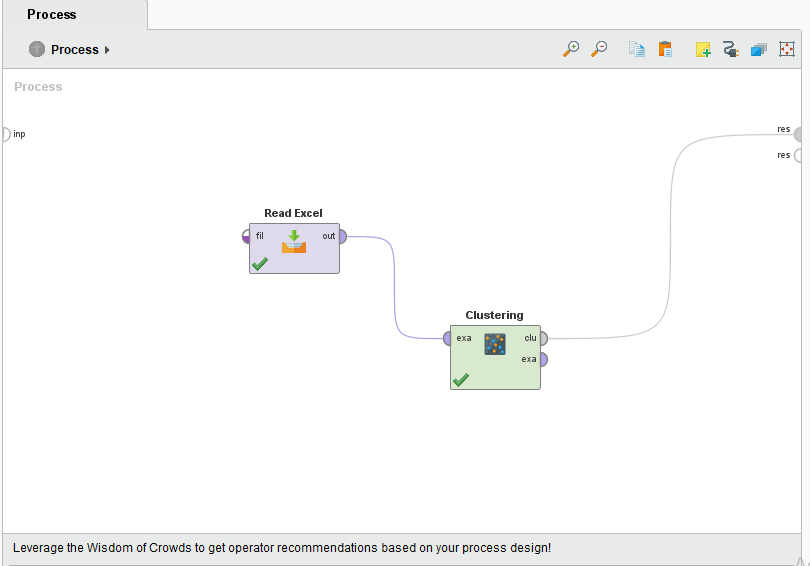 Process
Process
Process
inp
res
res
Read Excel
fil
out
Clustering
exa
clu
exa
Leverage the Wisdom of Crowds to get operator recommendations based on your process design!